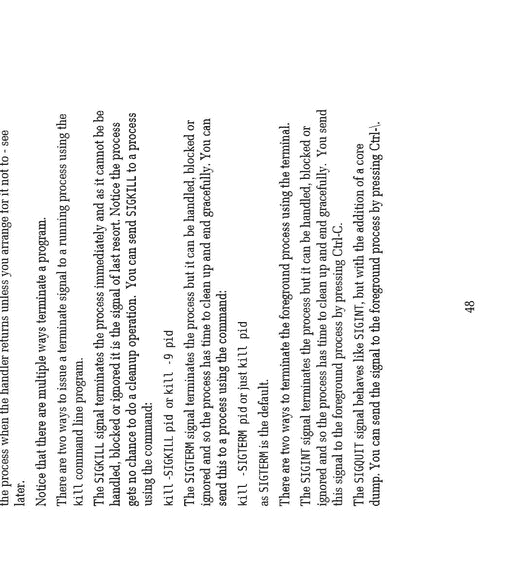 the process when the handler returns unless you arrange for it not to - see
later.
Notice that there are multiple ways terminate a program.
There are two ways to issue a terminate signal to a running process using the
kill command line program.
The SIGKILL signal terminates the process immediately and as it cannot be be
handled, blocked or ignored it is the signal of last resort. Notice the process
gets no chance to do a cleanup operation. You can send SIGKILL to a process
using the command:
kill -SIGKILL pid or kill -9 pid
The SIGTERM signal terminates the process but it can be handled, blocked or
ignored and so the process has time to clean up and end gracefully. You can
send this to a process using the command:
kill -SIGTERM pid or just kill pid
as SIGTERM is the default.
There are two ways to terminate the foreground process using the terminal.
The SIGINT signal terminates the process but it can be handled, blocked or
ignored and so the process has time to clean up and end gracefully. You send
this signal to the foreground process by pressing Ctrl-C.
The SIGQUIT signal behaves like SIGINT, but with the addition of a core
dump. You can send the signal to the foreground process by pressing Ctrl-\.
48